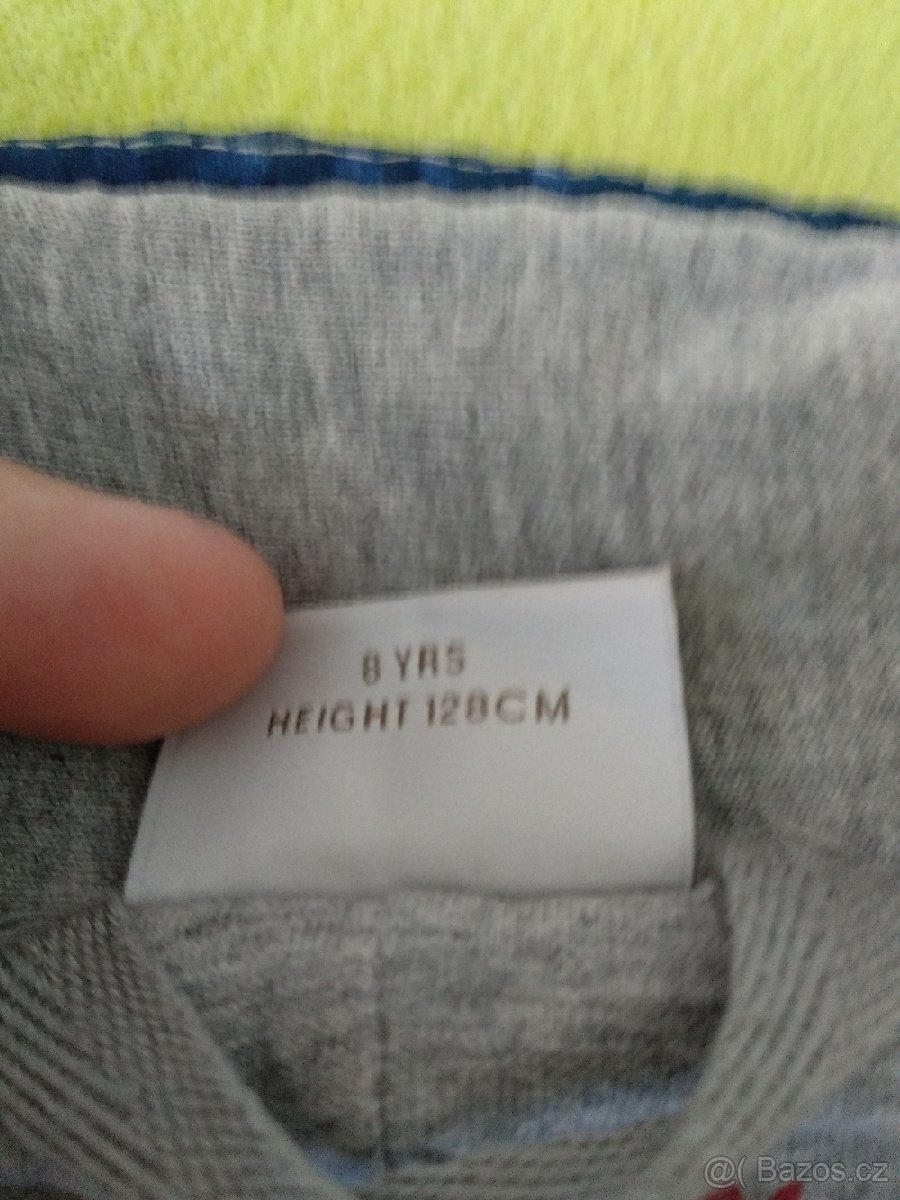 8 YRS
HEIGHT 128CM
@( Bazos.cz